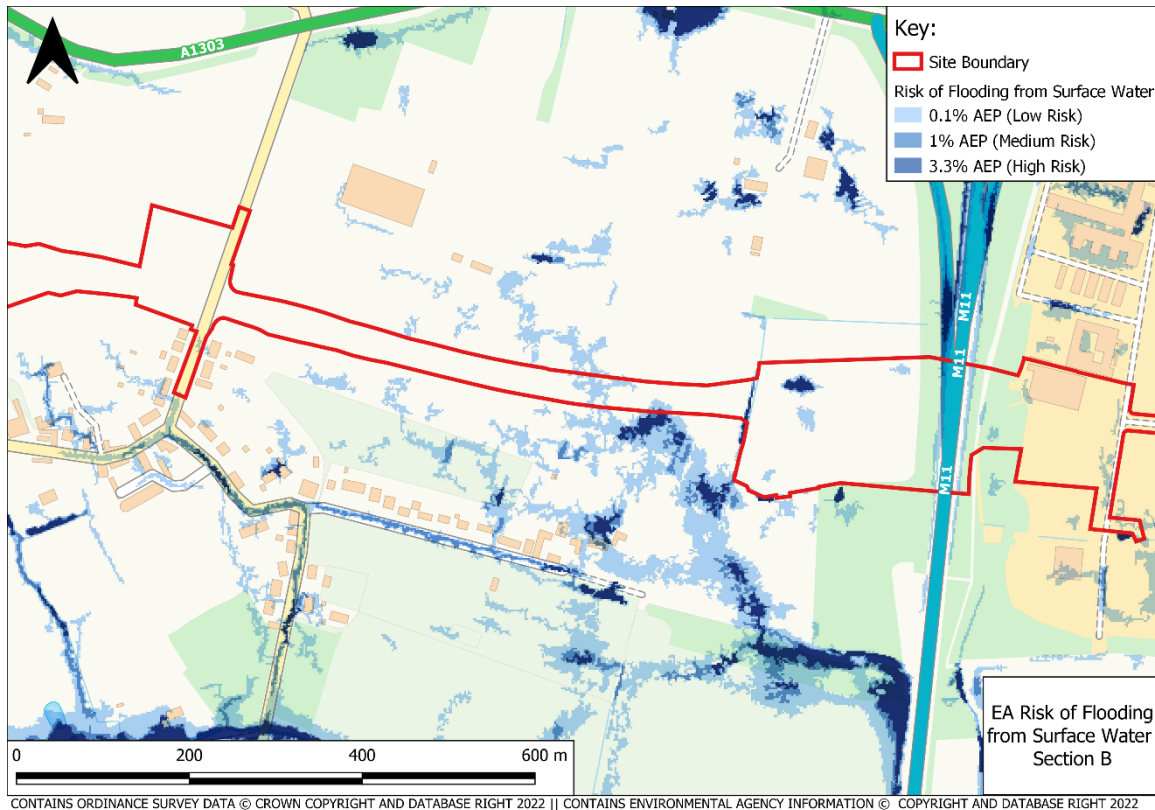 A1303
Key:
Site Boundary
Risk of Flooding from Surface Water
0.1% AEP (Low Risk)
1% AEP (Medium Risk)
3.3% AEP (High Risk)
M11
M11
M11
EA Risk of Flooding
from Surface Water
Section B
0 200 400 600 m
CONTAINS ORDINANCE SURVEY DATA © CROWN COPYRIGHT AND DATABASE RIGHT 2022 || CONTAINS ENVIRONMENTAL AGENCY INFORMATION © COPYRIGHT AND DATABASE RIGHT 2022